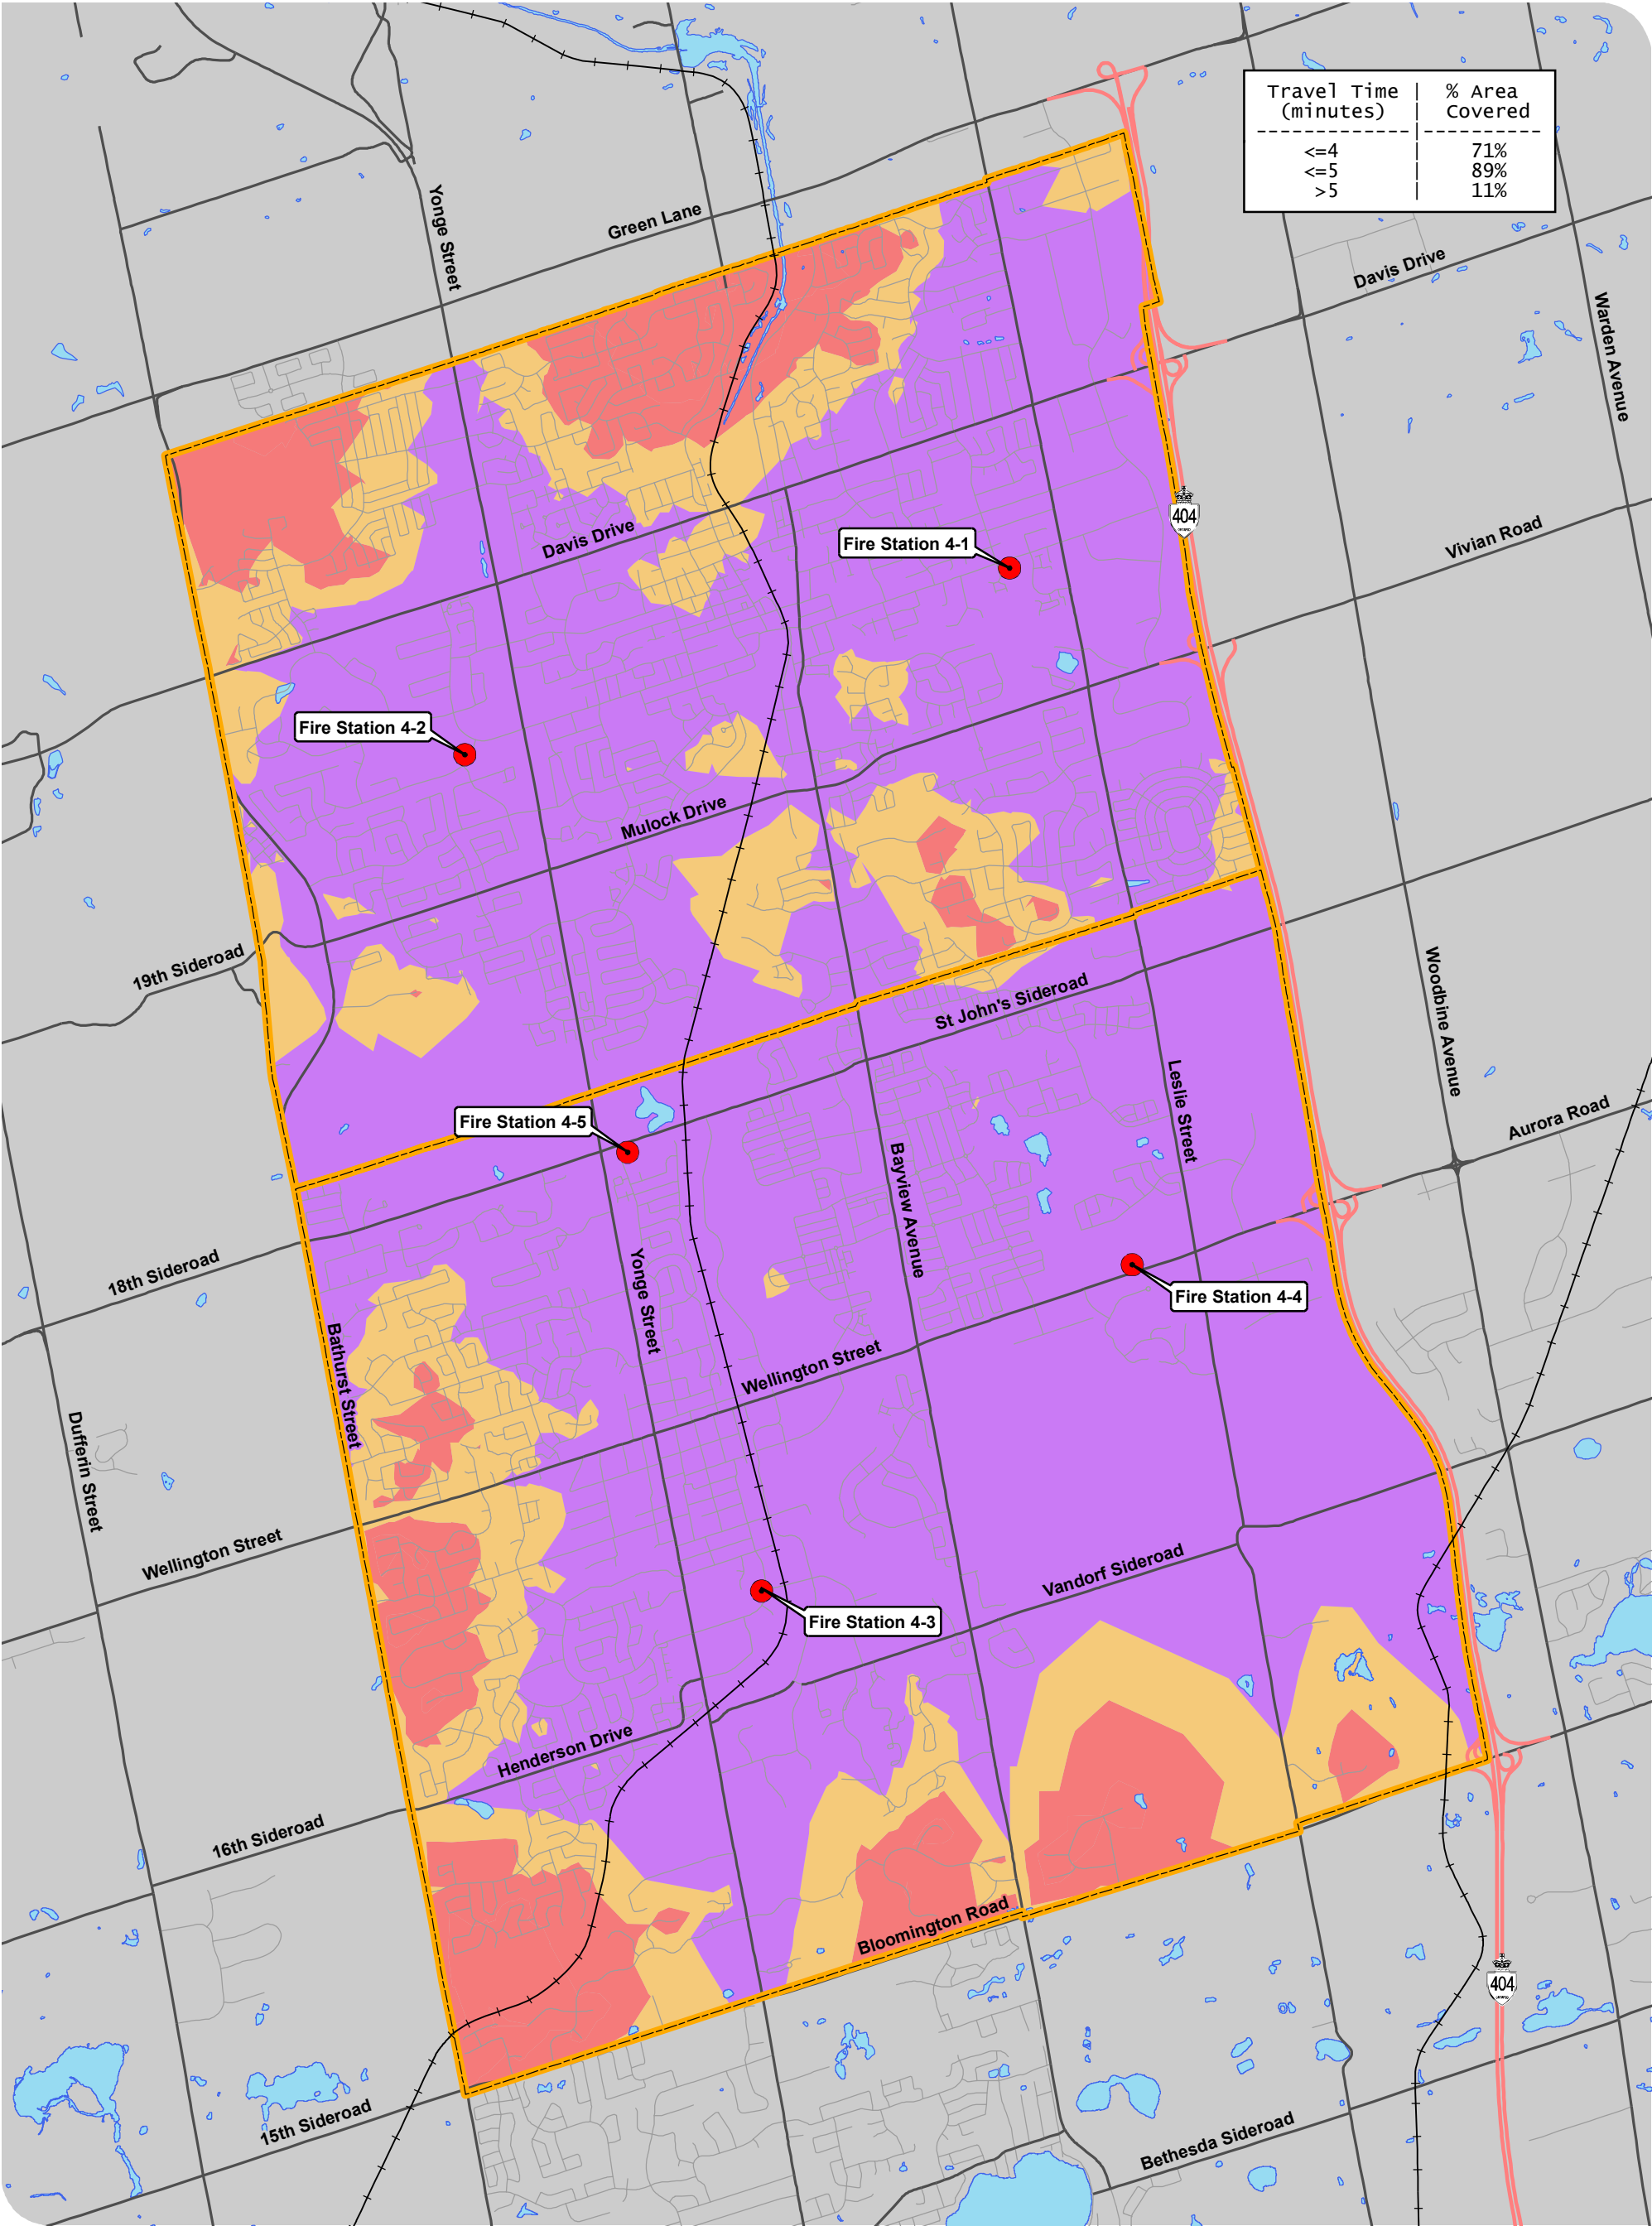 Travel Time | % Area
(minutes) | Covered
-------------|----------
<=4 | 71%
<=5 | 89%
>5 | 11%
Yonge Street
Green Lane
Davis Drive
Warden Avenue
404
Vivian Road
Davis Drive
Fire Station 4-1
Fire Station 4-2
Mulock Drive
19th Sideroad
St John's Sideroad
Woodbine Avenue
Leslie Street
Aurora Road
Fire Station 4-5
Bayview Avenue
18th Sideroad
Yonge Street
Fire Station 4-4
Bathurst Street
Wellington Street
Dufferin Street
Wellington Street
Vandorf Sideroad
Fire Station 4-3
Henderson Drive
16th Sideroad
Bloomington Road
404
15th Sideroad
Bethesda Sideroad